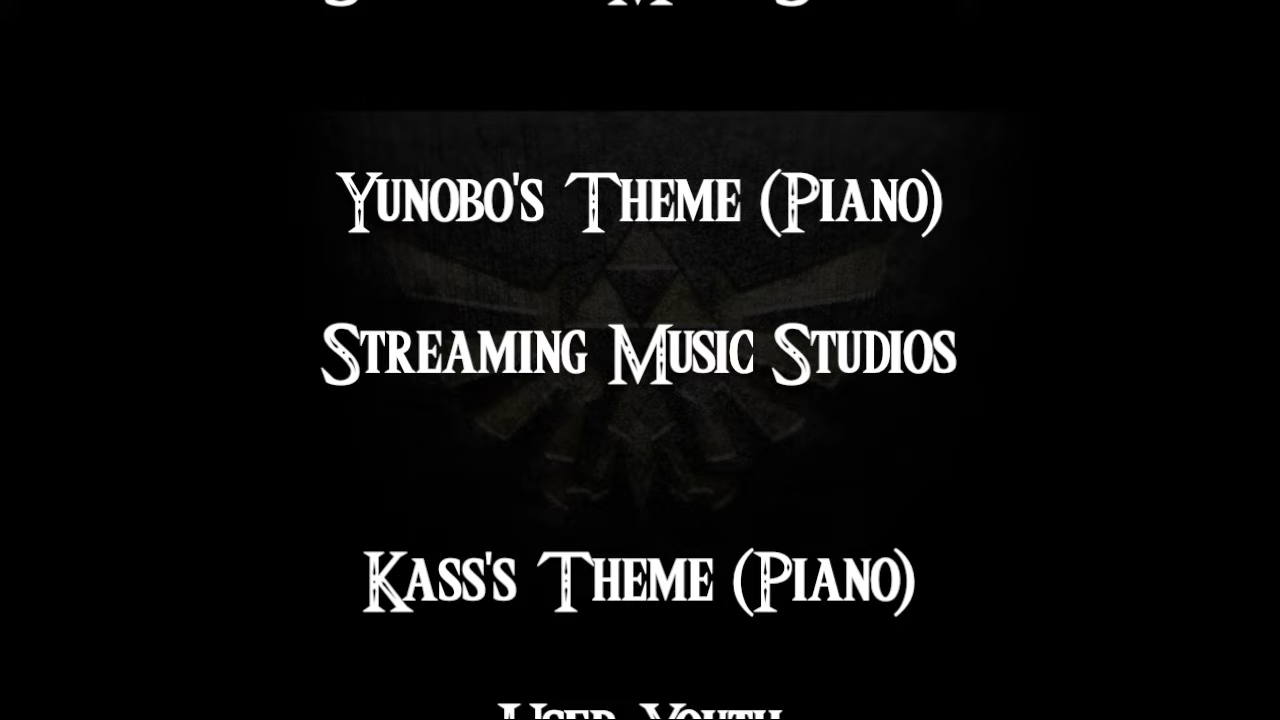 Yunobo's Theme (Piano)
Streaming Music Studios
Kass's Theme (Piano)